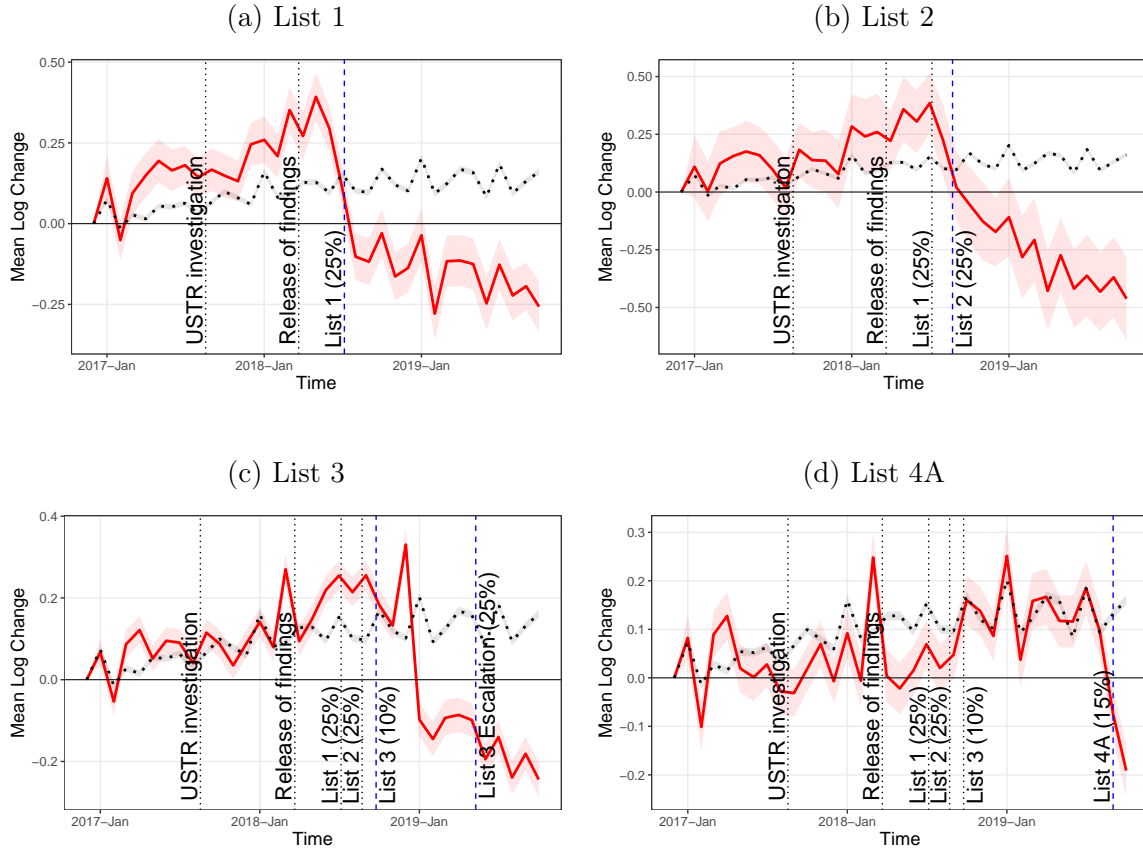 (a) List 1
0.50
0.25
0.00
−0.25
Mean Log Change
USTR investigation
Release of findings
List 1 (25%)
2017−Jan
2018−Jan
2019−Jan
Time
(b) List 2
0.50
0.25
0.00
−0.25
−0.50
Mean Log Change
USTR investigation
Release of findings
List 1 (25%)
List 2 (25%)
2017−Jan
2018−Jan
2019−Jan
Time
(c) List 3
0.4
0.2
0.0
−0.2
Mean Log Change
USTR investigation
Release of findings
List 1 (25%)
List 2 (25%)
List 3 (10%)
List 3 Escalation (25%)
2017−Jan
2018−Jan
2019−Jan
Time
(d) List 4A
0.3
0.2
0.1
0.0
−0.1
−0.2
Mean Log Change
USTR investigation
Release of findings
List 1 (25%)
List 2 (25%)
List 3 (10%)
List 4A (15%)
2017−Jan
2018−Jan
2019−Jan
Time